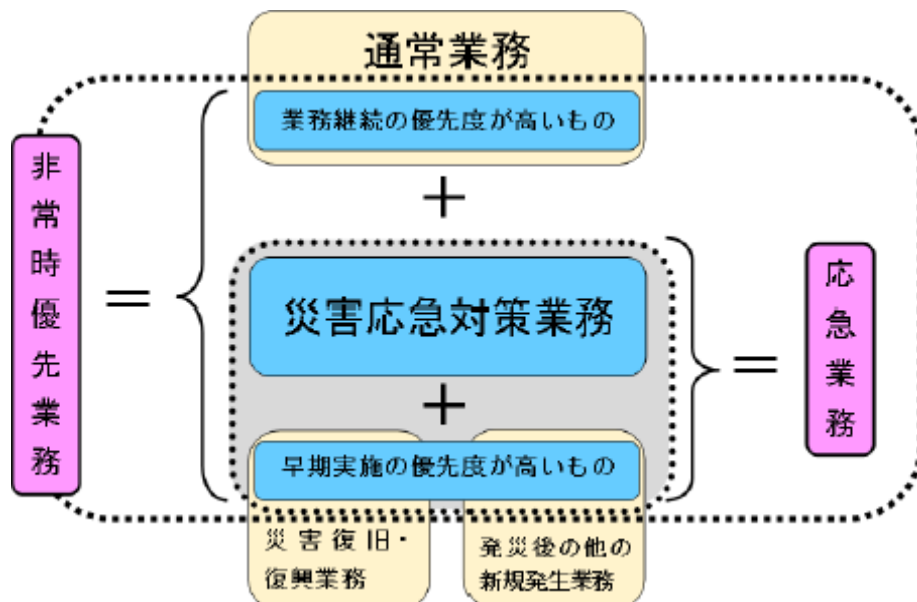 通常業務
業務継続の優先度が高いもの
+
非常時優先業務
=
災害応急対策業務
=
応急業務
+
早期実施の優先度が高いもの
災害復旧・
復興業務
発災後の他の
新規発生業務